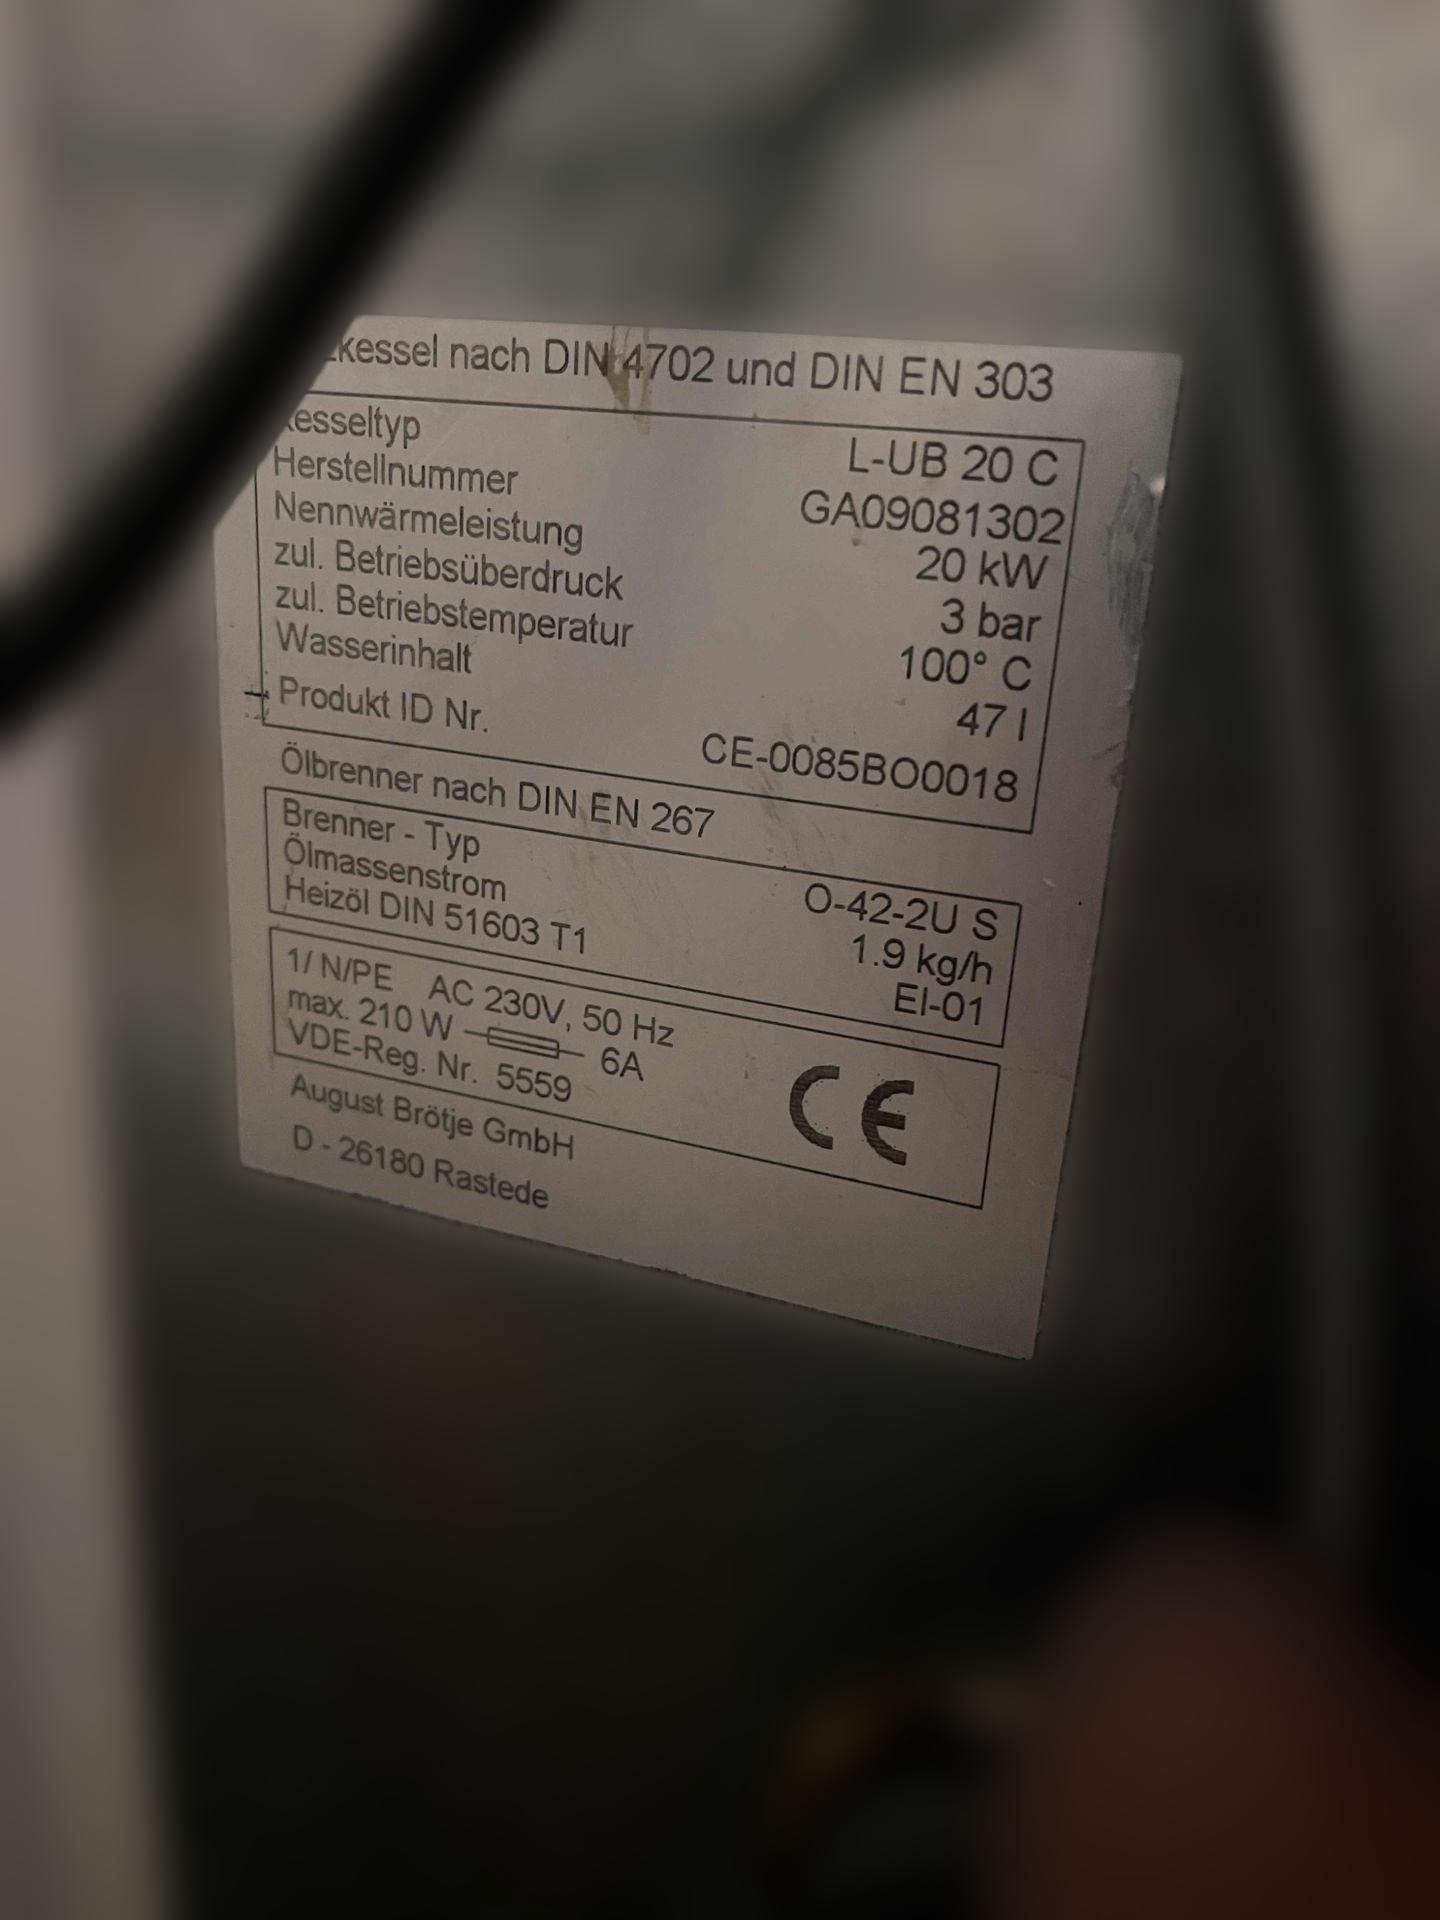 kessel nach DIN 4702 und DIN EN 303
Kesseltyp L-UB 20 C
Herstellnummer GA09081302
Nennwärmeleistung 20 kW
zul. Betriebsüberdruck 3 bar
zul. Betriebstemperatur 100° C
Wasserinhalt 47 l
Produkt ID Nr. CE-0085BO0018
Ölbrenner nach DIN EN 267
Brenner - Typ O-42-2U S
Ölmassenstrom 1.9 kg/h
Heizöl DIN 51603 T1 El-01
1/ N/PE AC 230V, 50 Hz
max. 210 W 6A
VDE-Reg. Nr. 5559
CE
August Brötje GmbH
D - 26180 Rastede